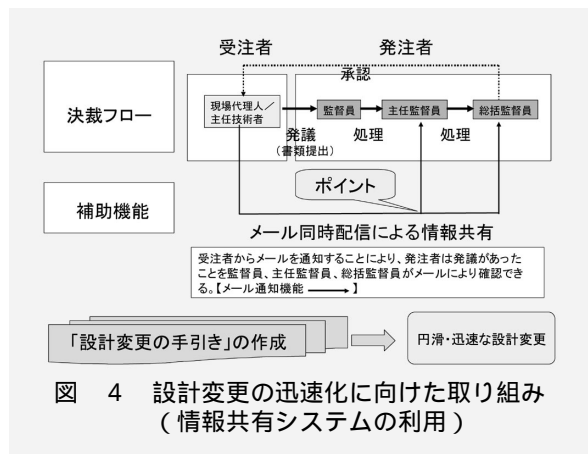 受注者
発注者
承認
決裁フロー
現場代理人／
主任技術者
監督員
主任監督員
総括監督員
発議
（書類提出）
処理
処理
補助機能
ポイント
メール同時配信による情報共有
受注者からメールを通知することにより、発注者は発議があった
ことを監督員、主任監督員、総括監督員がメールにより確認でき
る。【メール通知機能 】
「設計変更の手引き」の作成
円滑・迅速な設計変更
図 4 設計変更の迅速化に向けた取り組み
（情報共有システムの利用）